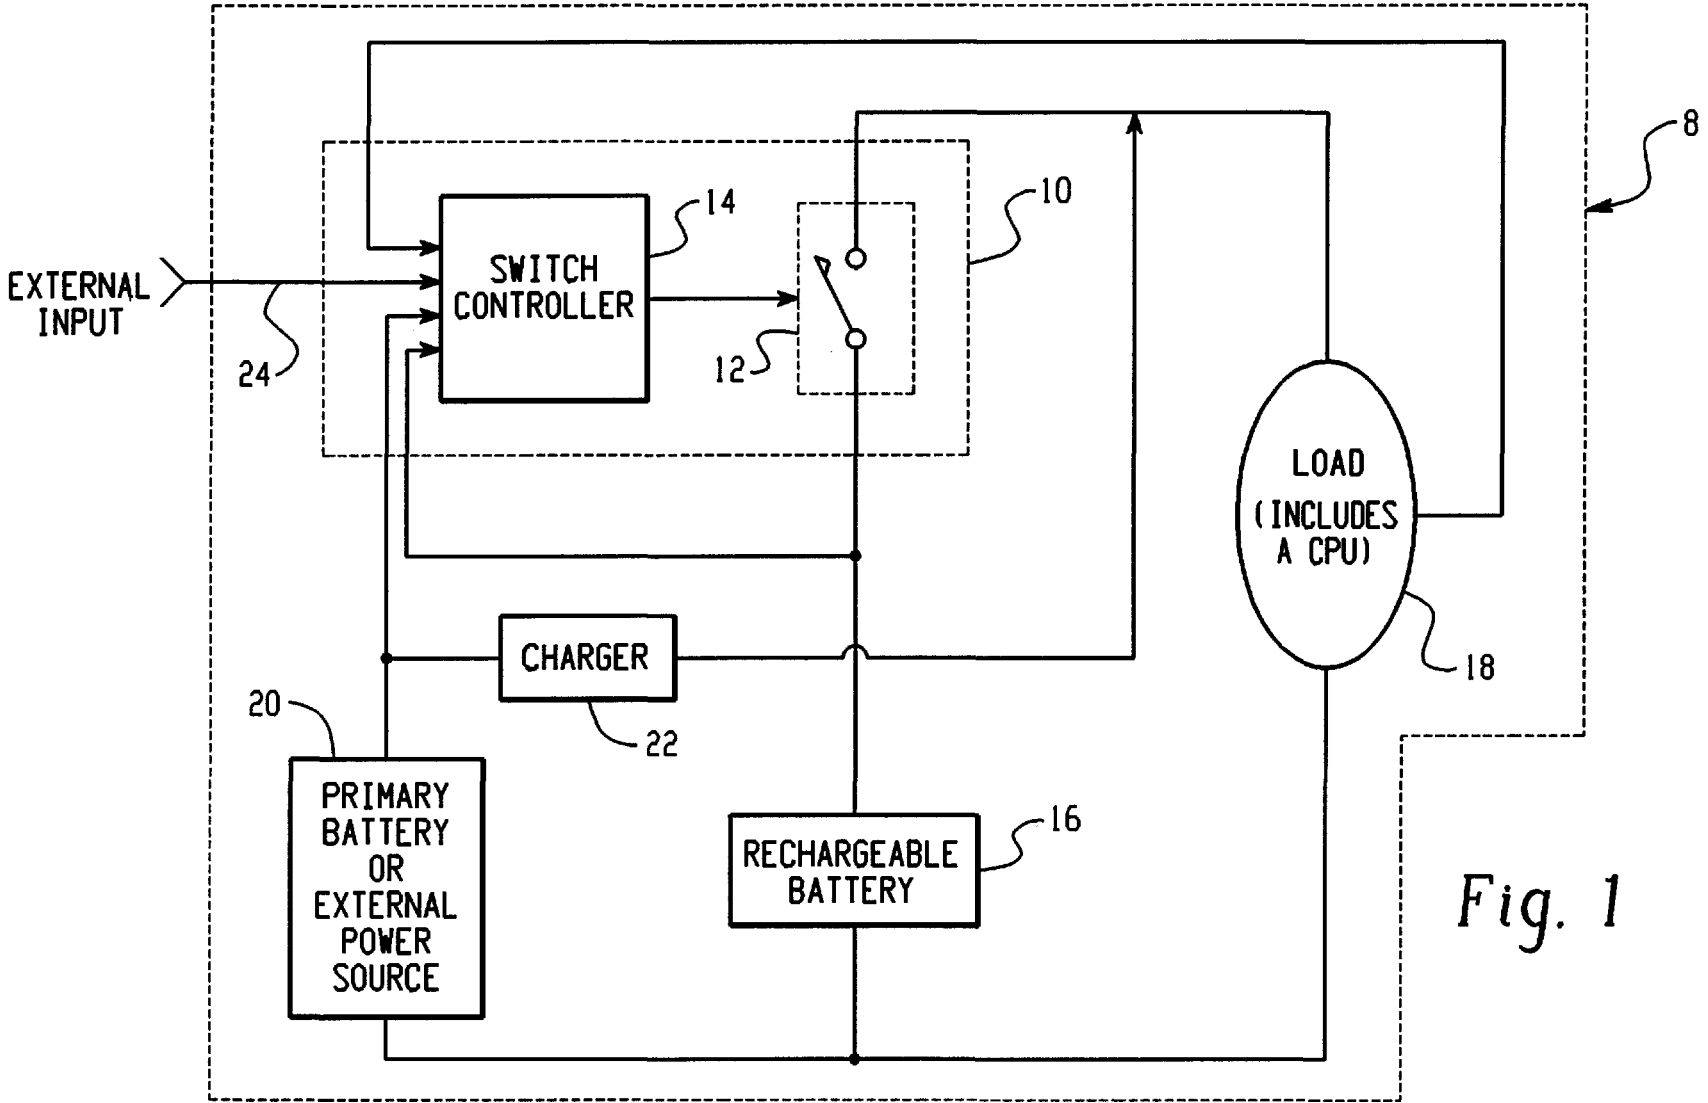 8
10
14
SWITCH
CONTROLLER
EXTERNAL
INPUT
24
12
LOAD
(INCLUDES
A CPU)
18
CHARGER
22
20
PRIMARY
BATTERY
OR
EXTERNAL
POWER
SOURCE
16
RECHARGEABLE
BATTERY
Fig. 1